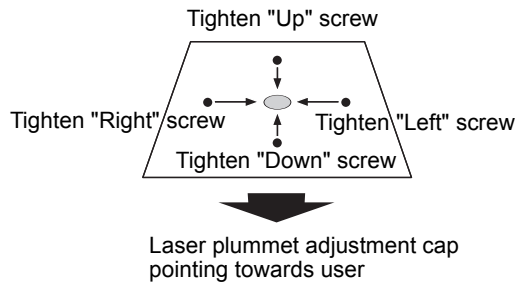 Tighten "Up" screw
Tighten "Right" screw
Tighten "Left" screw
Tighten "Down" screw
Laser plummet adjustment cap
pointing towards user